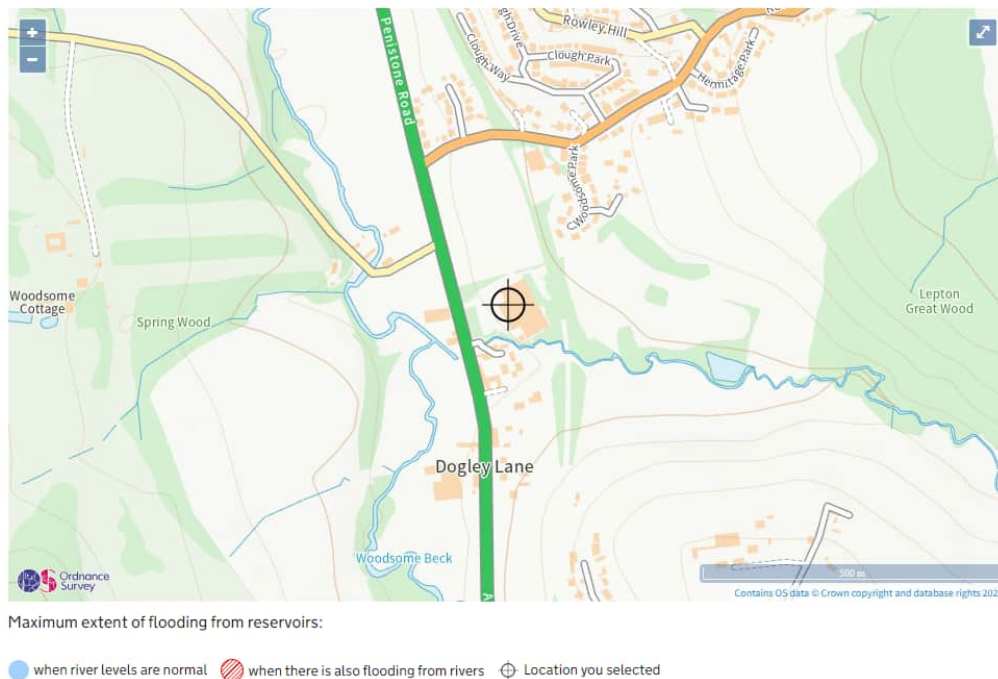 +
−
Penistone Road
Clough Drive
Clough Way
Rowley Hill
Clough Park
Hermitage Park
Woodsome Park
Woodsome
Cottage
Spring Wood
Lepton
Great Wood
Dogley Lane
Woodsome Beck
A
Ordnance
Survey
500 m
Contains OS data © Crown copyright and database rights 202
Maximum extent of flooding from reservoirs:
when river levels are normal
when there is also flooding from rivers
Location you selected